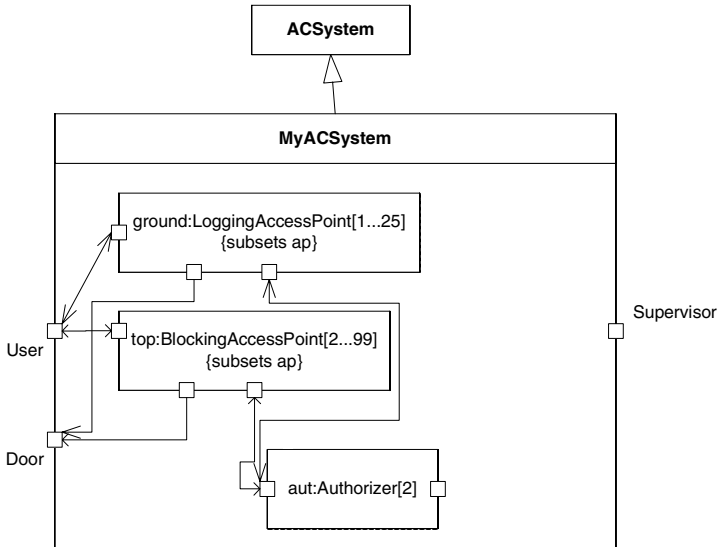 ACSystem
MyACSystem
ground:LoggingAccessPoint[1...25]
{subsets ap}
Supervisor
top:BlockingAccessPoint[2...99]
{subsets ap}
User
Door
aut:Authorizer[2]